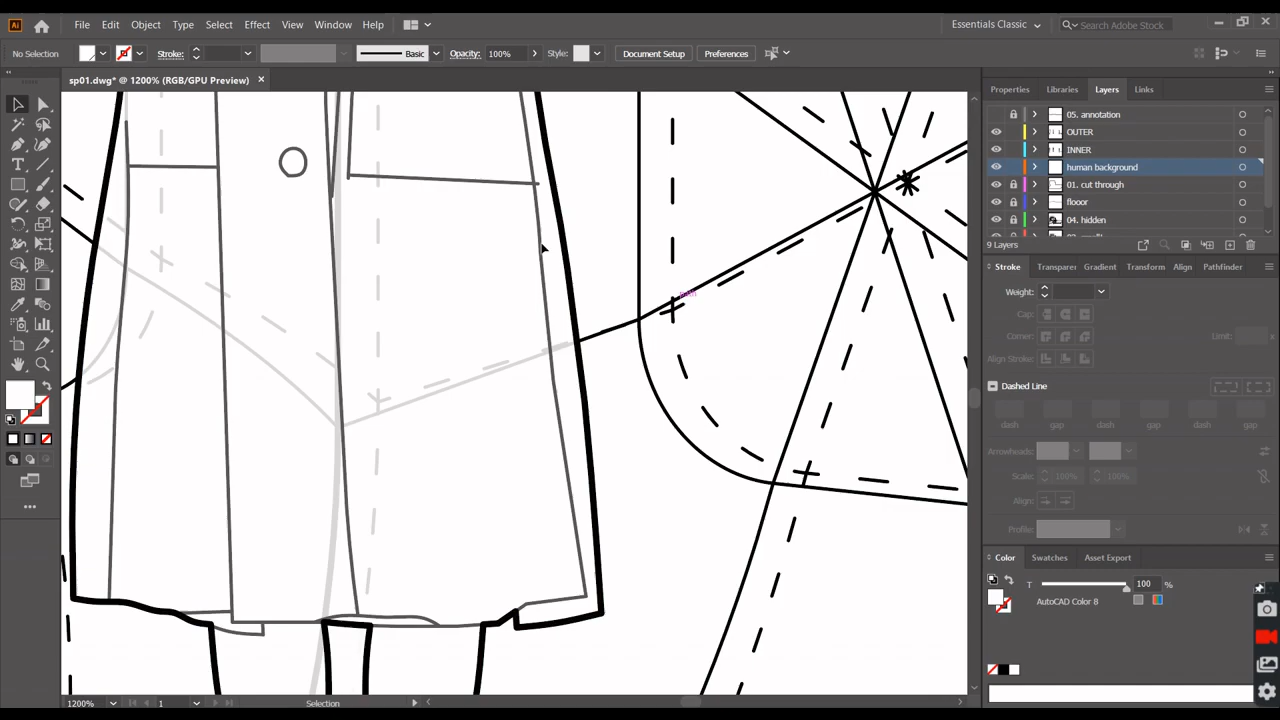 Ai File Edit Object Type Select Effect View Window Help Essentials Classic Search Adobe Stock
No Selection Stroke: Basic Opacity: 100% Style: Document Setup Preferences
sp01.dwg* @ 1200% (RGB/GPU Preview)
Properties Libraries Layers Links
05. annotation
OUTER
INNER
human background
01. cut through
flooor
04. hidden
9 Layers
Stroke Transparer Gradient Transform Align Pathfinder
Weight:
Cap:
Corner: Limit: x
Align Stroke:
Dashed Line
dash gap dash gap dash gap
Arrowheads:
Scale: 100% 100%
Align:
Profile:
Color Swatches Asset Export
T 100 %
AutoCAD Color 8
1200% 1 Selection